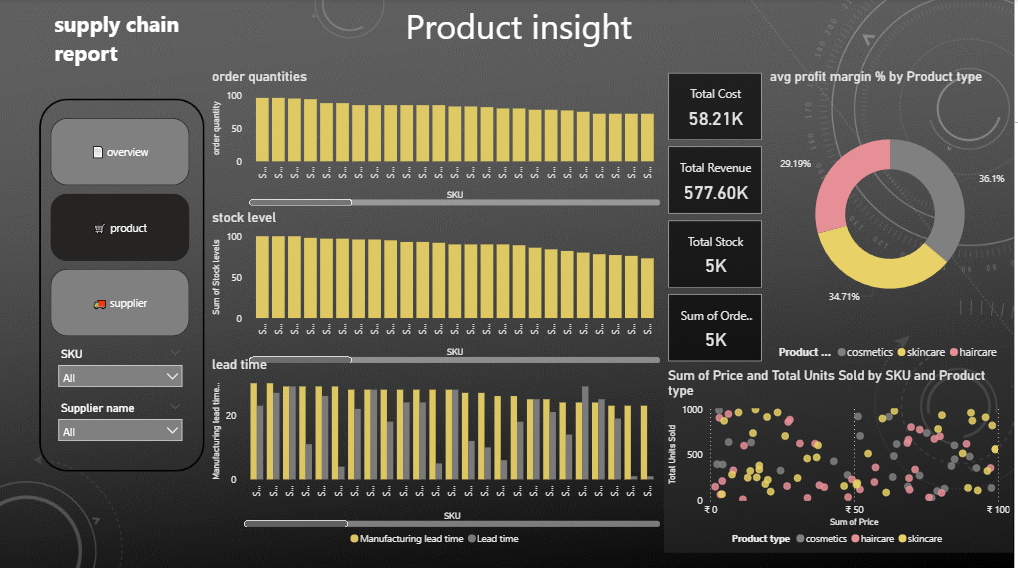 supply chain
report
Product insight
overview
product
supplier
SKU
All
Supplier name
All
order quantities
order quantity
100
50
0
S... S... S... S... S... S... S... S... S... S... S... S... S... S... S... S... S... S... S... S... S... S...
SKU
stock level
Sum of Stock levels
100
50
0
S... S... S... S... S... S... S... S... S... S... S... S... S... S... S... S... S... S... S... S... S... S...
SKU
lead time
Manufacturing lead time...
20
0
S... S... S... S... S... S... S... S... S... S... S... S... S... S... S... S... S... S... S... S... S... S... S... S...
SKU
Manufacturing lead time Lead time
Total Cost
58.21K
Total Revenue
577.60K
Total Stock
5K
Sum of Orde..
5K
avg profit margin % by Product type
29.19%
36.1%
34.71%
Product ... cosmetics skincare haircare
Sum of Price and Total Units Sold by SKU and Product
type
Total Units Sold
1000
500
0
₹ 0 ₹ 50 ₹ 100
Sum of Price
Product type cosmetics haircare skincare